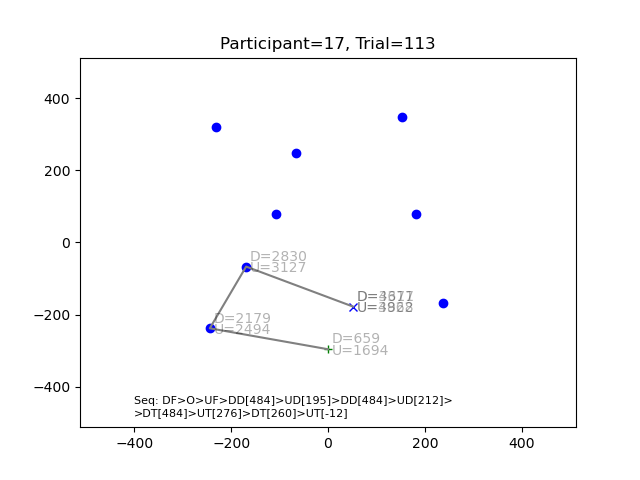 Participant=17, Trial=113
400
200
0
D=2830
U=3127
−200
D=2179
U=2494
D=659
U=1694
−400
Seq: DF>O>UF>DD[484]>UD[195]>DD[484]>UD[212]>
>DT[484]>UT[276]>DT[260]>UT[-12]
−400 −200 0 200 400